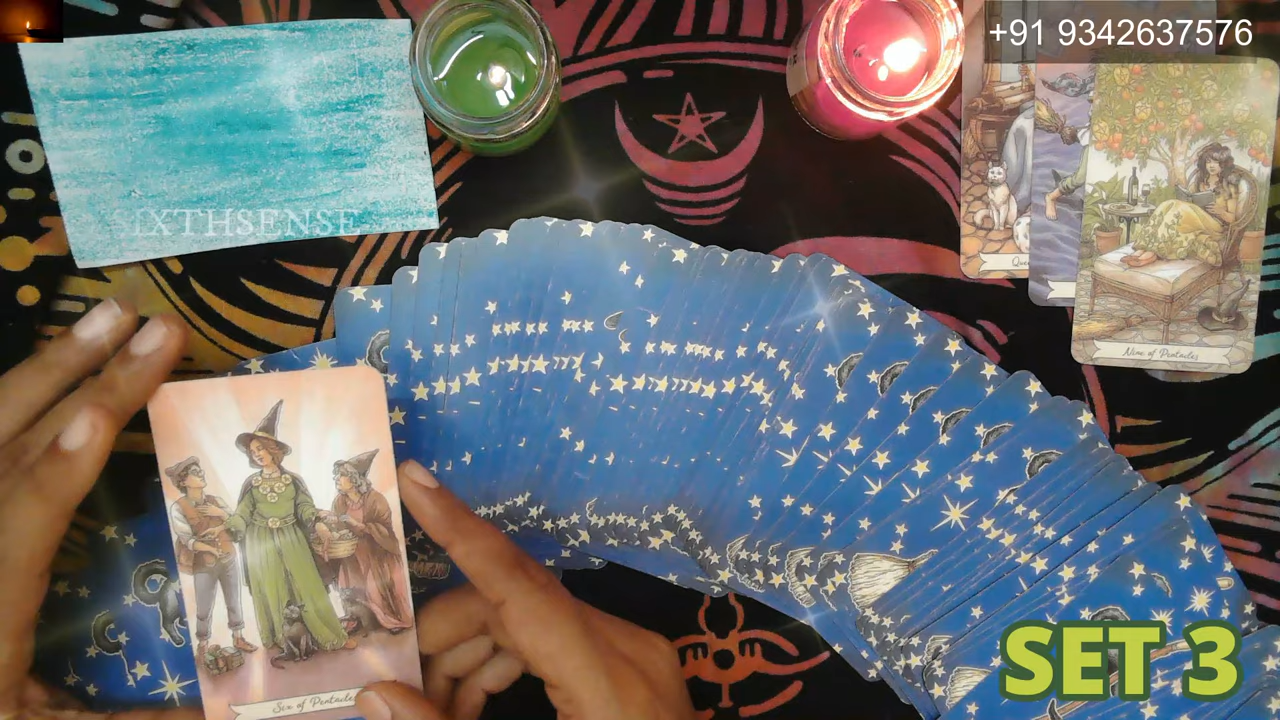 +91 9342637576
SIXTHSENSE
Nine of Pentacles
Six of Pentacles
SET 3